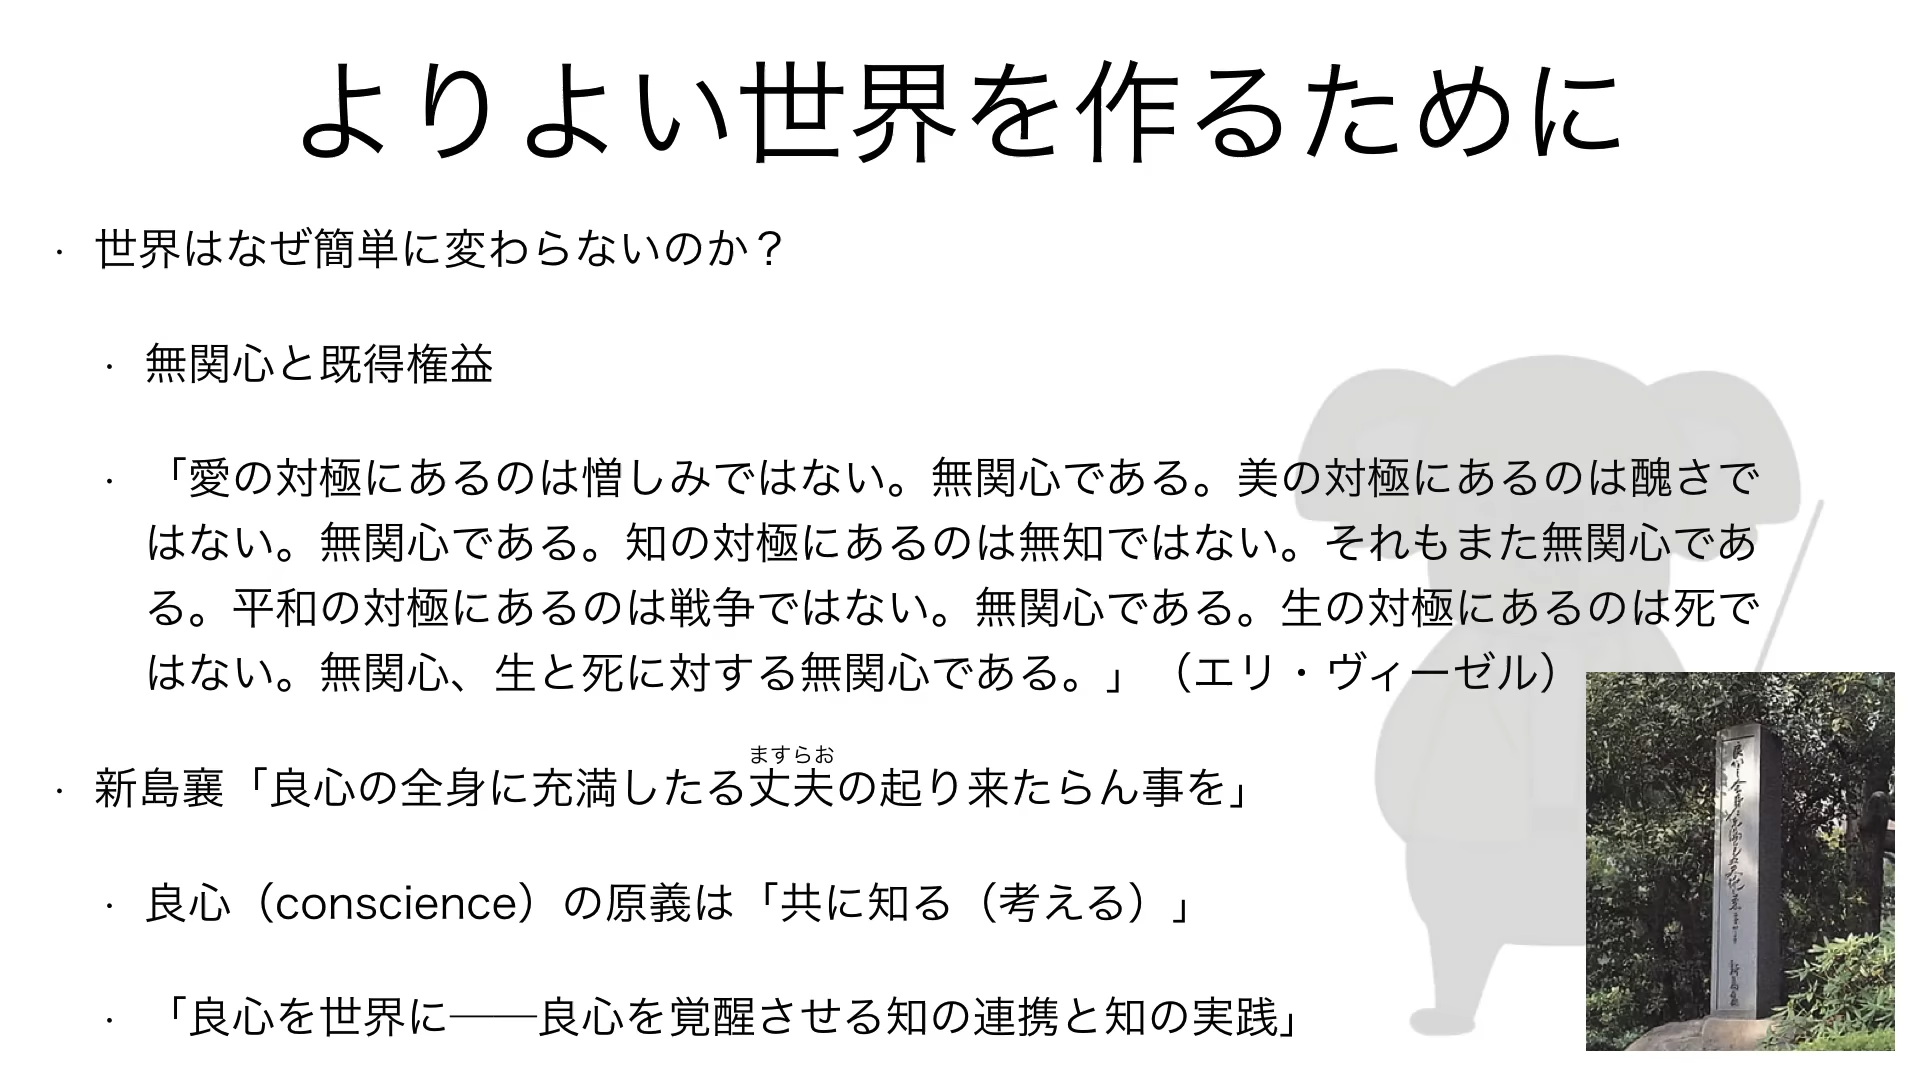 よりよい世界を作るために
・世界はなぜ簡単に変わらないのか？
・無関心と既得権益
・「愛の対極にあるのは憎しみではない。無関心である。美の対極にあるのは醜さで
はない。無関心である。知の対極にあるのは無知ではない。それもまた無関心であ
る。平和の対極にあるのは戦争ではない。無関心である。生の対極にあるのは死で
はない。無関心、生と死に対する無関心である。」（エリ・ヴィーゼル）
ますらお
・新島襄「良心の全身に充満したる丈夫の起り来たらん事を」
・良心（conscience）の原義は「共に知る（考える）」
・「良心を世界に──良心を覚醒させる知の連携と知の実践」